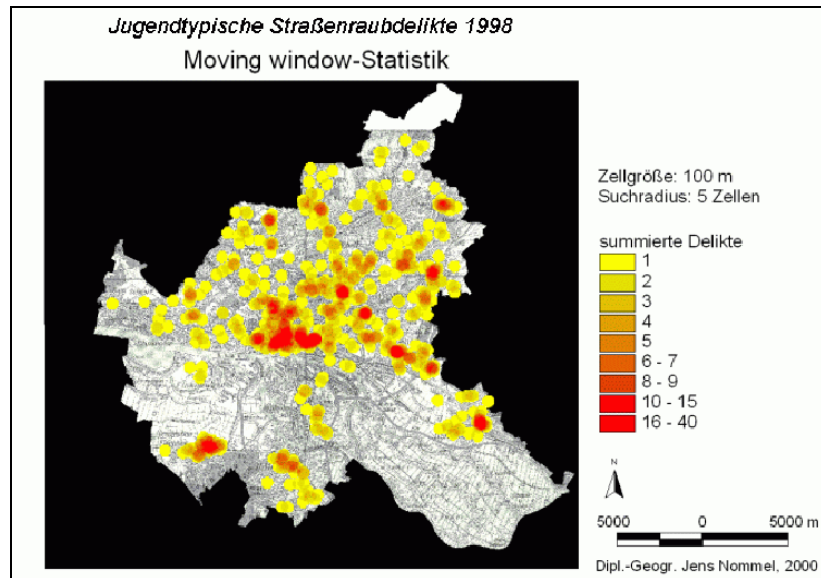 Jugendtypische Straßenraubdelikte 1998
Moving window-Statistik
Zellgröße: 100 m
Suchradius: 5 Zellen
summierte Delikte
1
2
3
4
5
6 - 7
8 - 9
10 - 15
16 - 40
N
5000 0 5000 m
Dipl.-Geogr. Jens Nommel, 2000